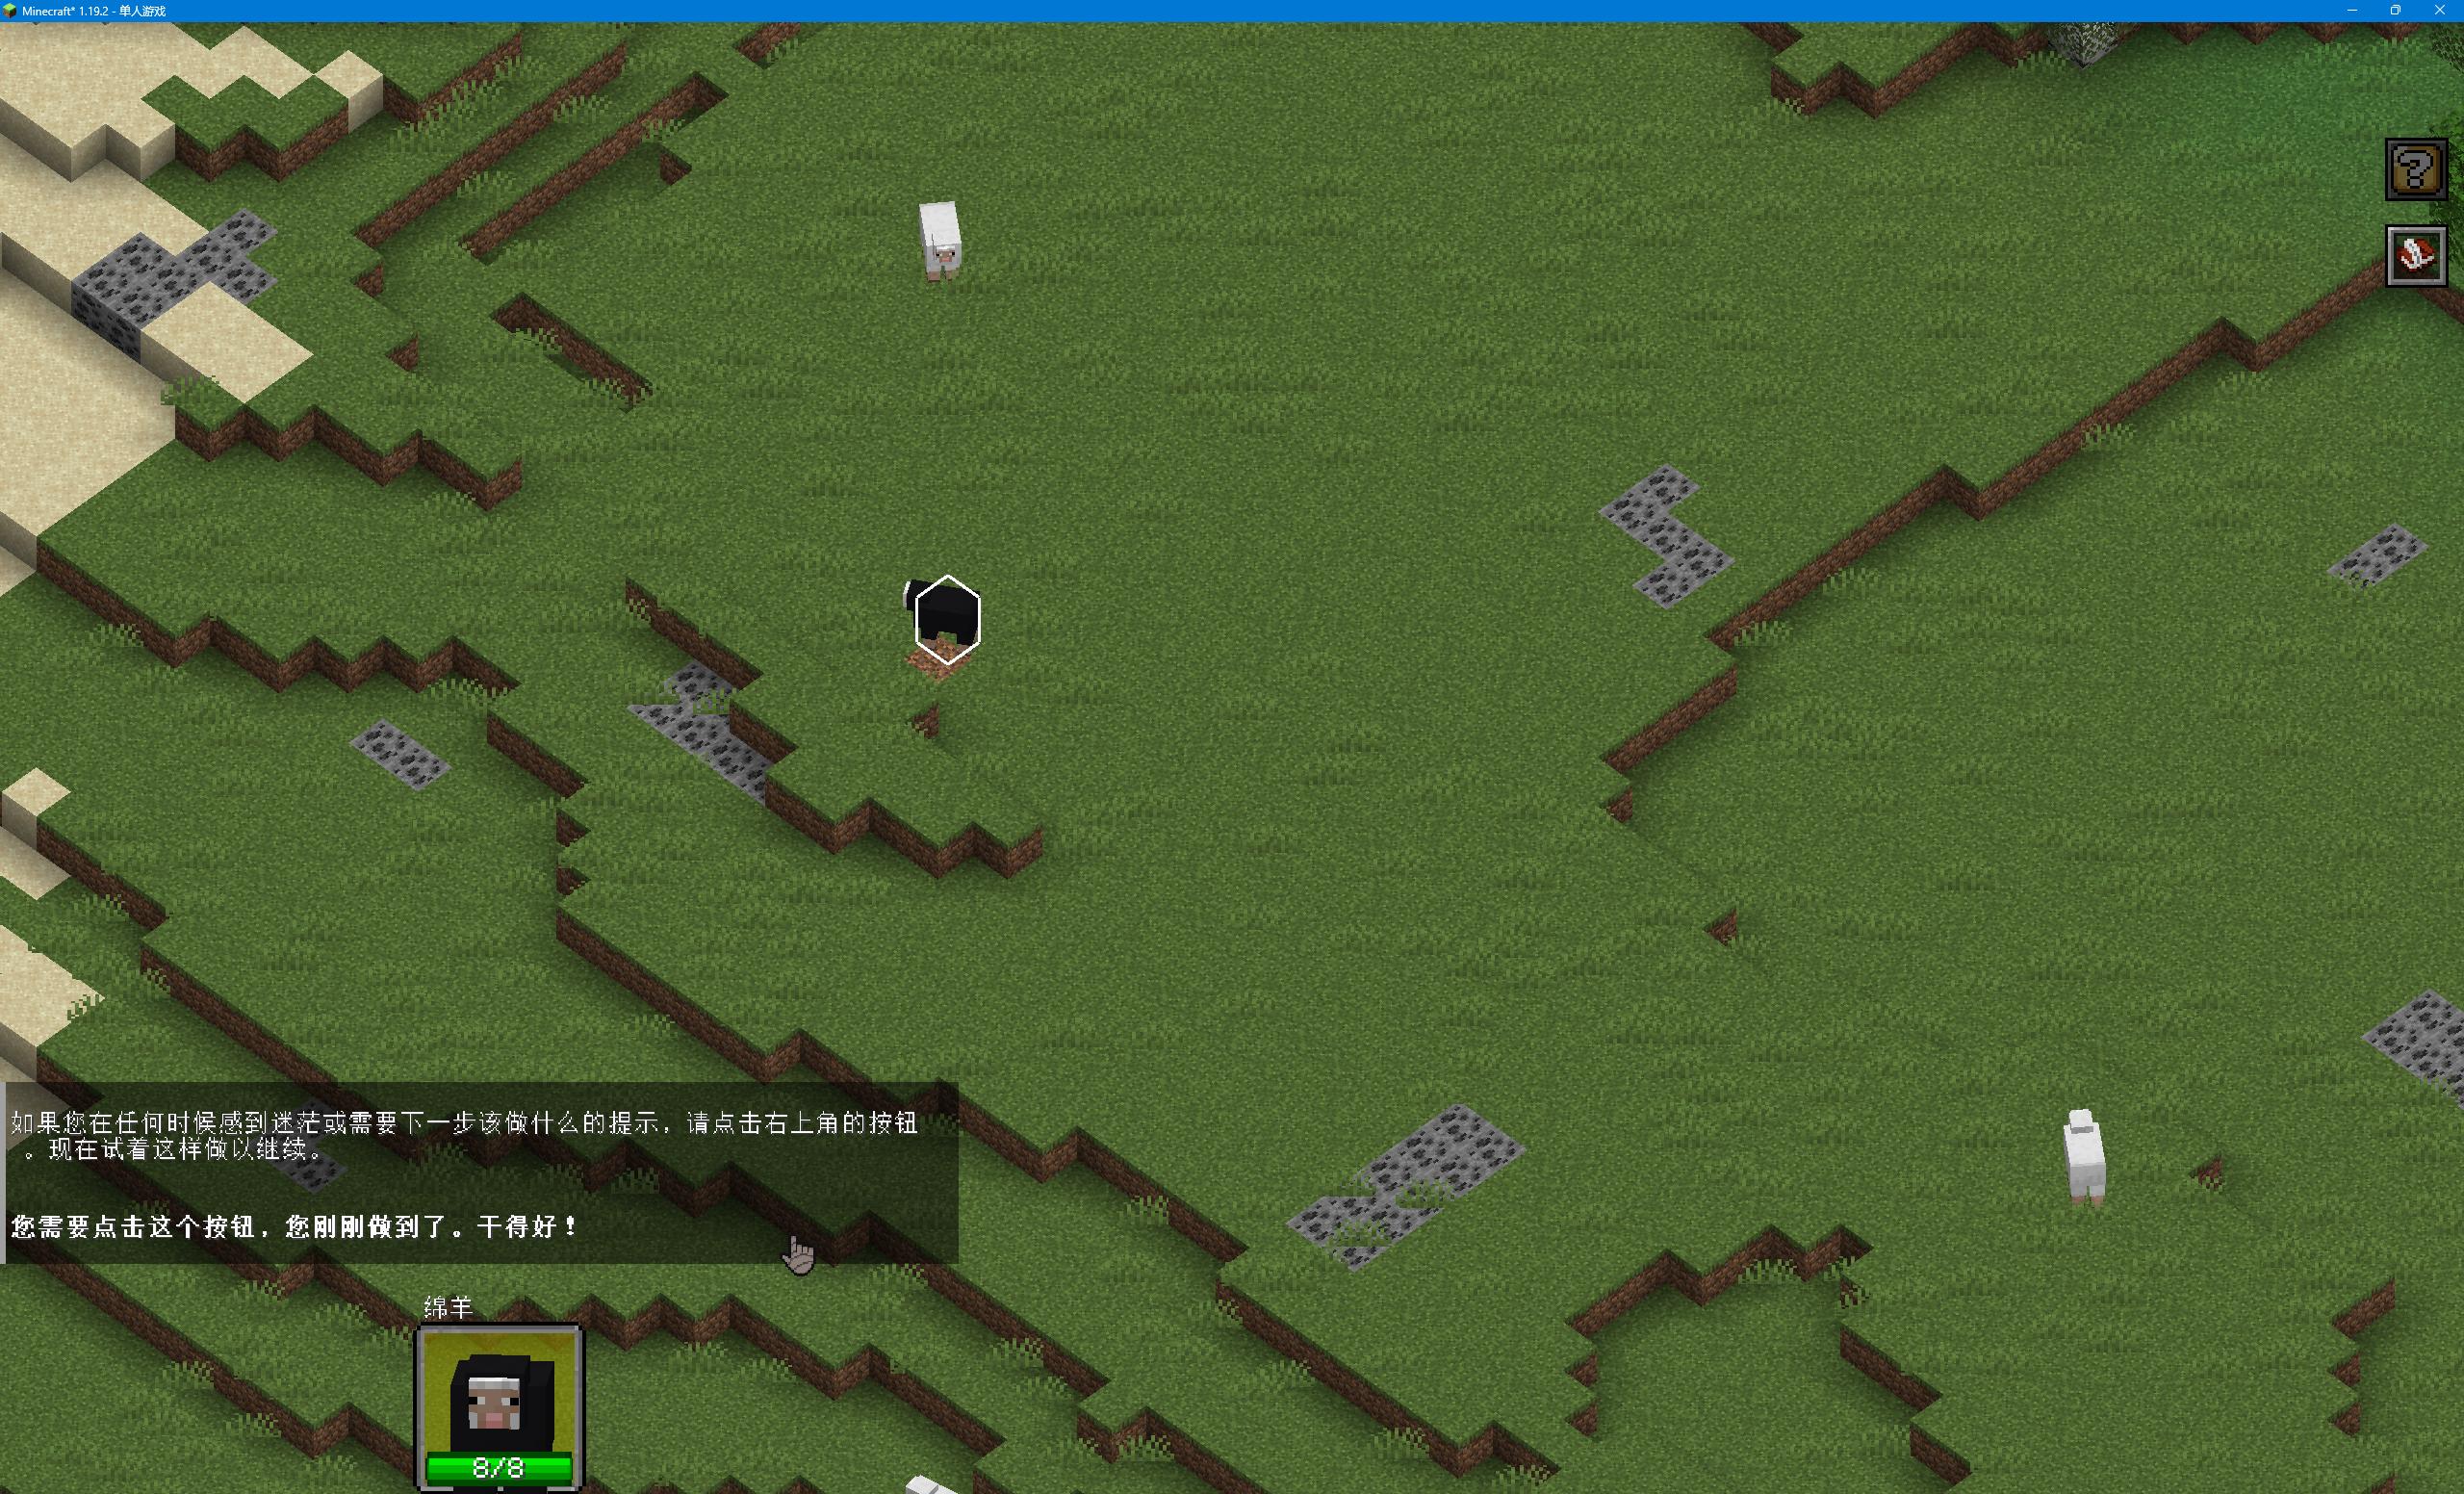 Minecraft* 1.19.2 - 单人游戏
如果您在任何时候感到迷茫或需要下一步该做什么的提示，请点击右上角的按钮
。现在试着这样做以继续。
您需要点击这个按钮，您刚刚做到了。干得好！
绵羊
8/8